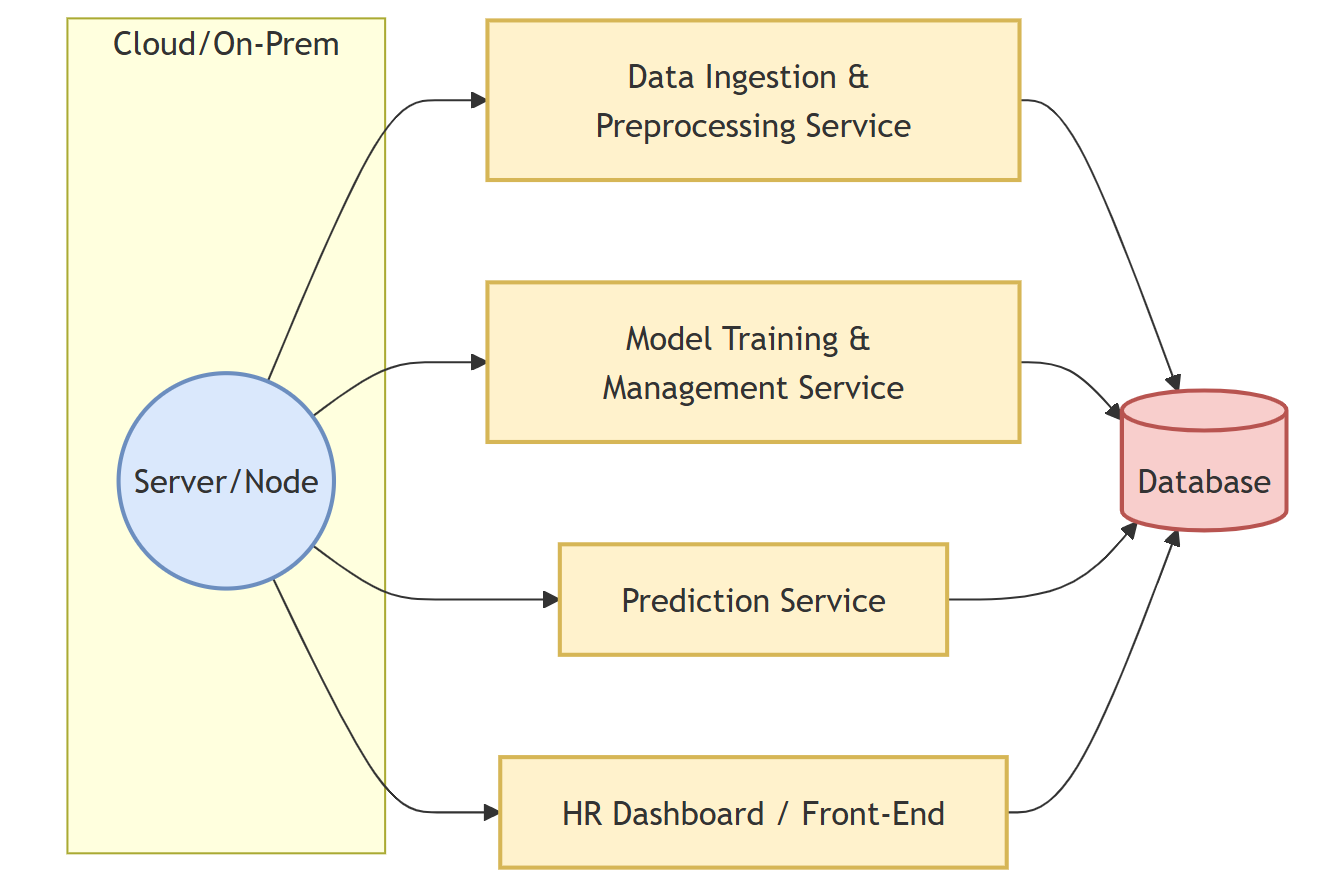 Cloud/On-Prem
Data Ingestion &
Preprocessing Service
Model Training &
Management Service
Server/Node
Database
Prediction Service
HR Dashboard / Front-End